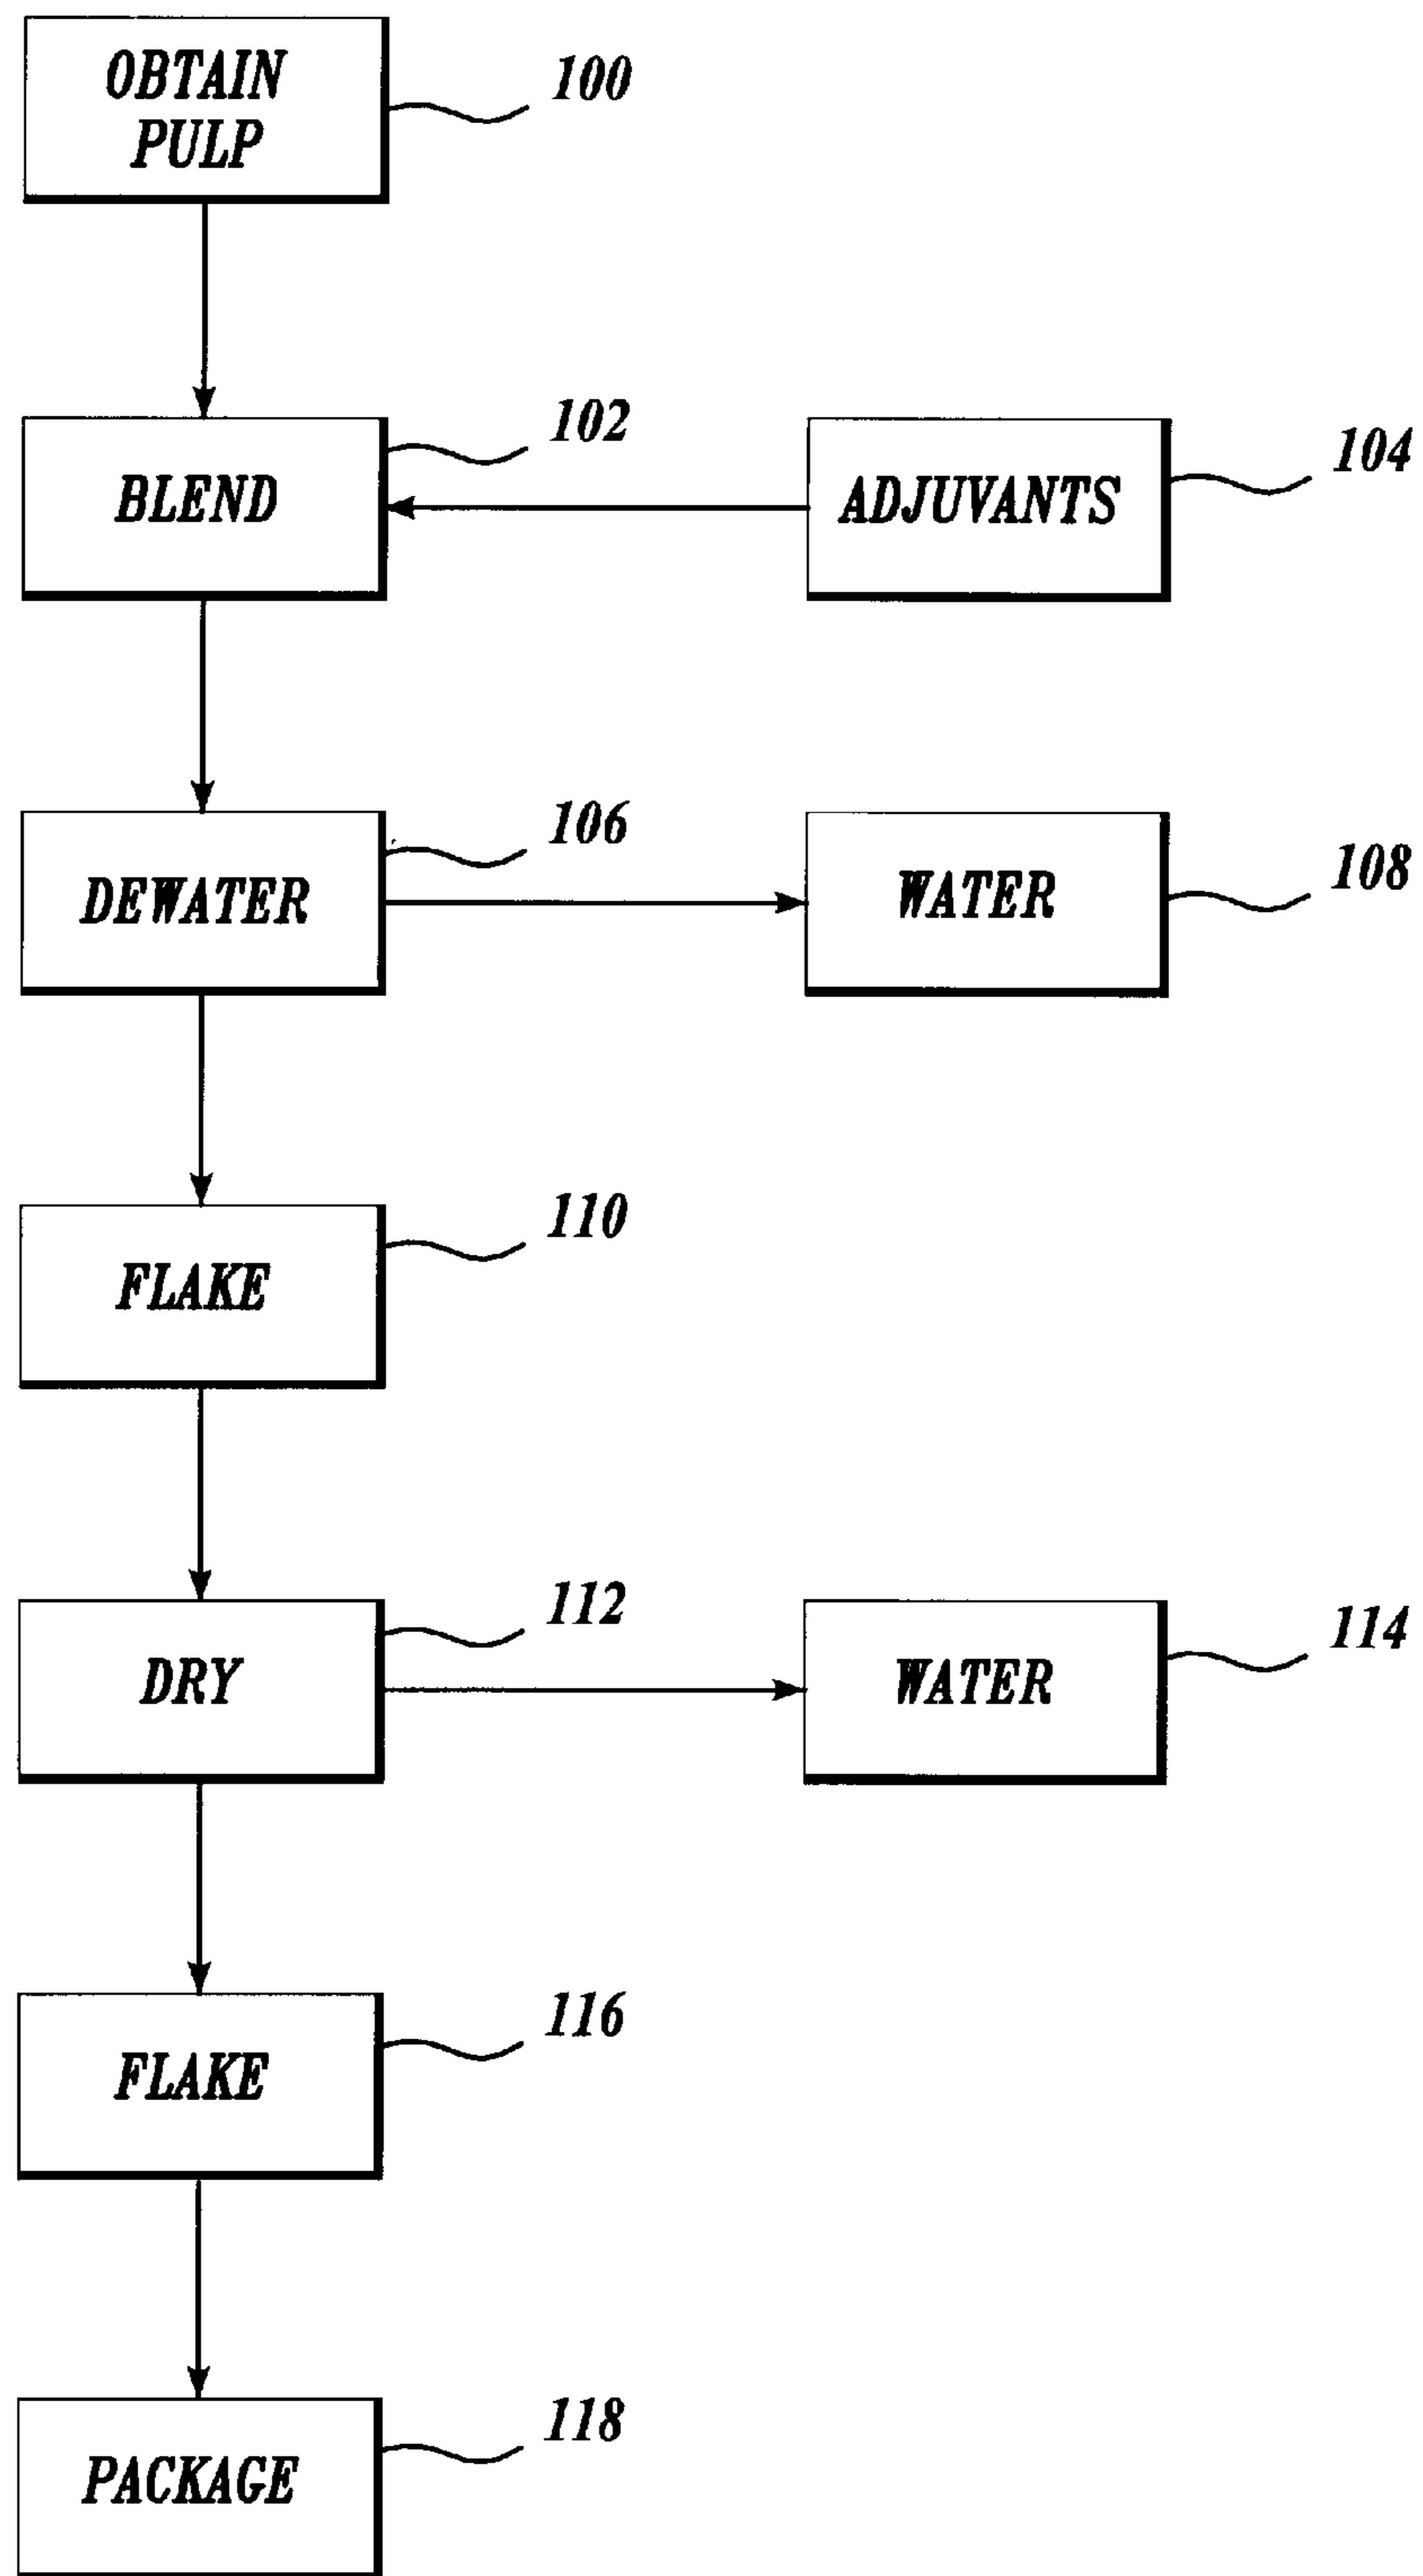 OBTAIN
PULP
100
BLEND
102
ADJUVANTS
104
DEWATER
106
WATER
108
FLAKE
110
DRY
112
WATER
114
FLAKE
116
PACKAGE
118